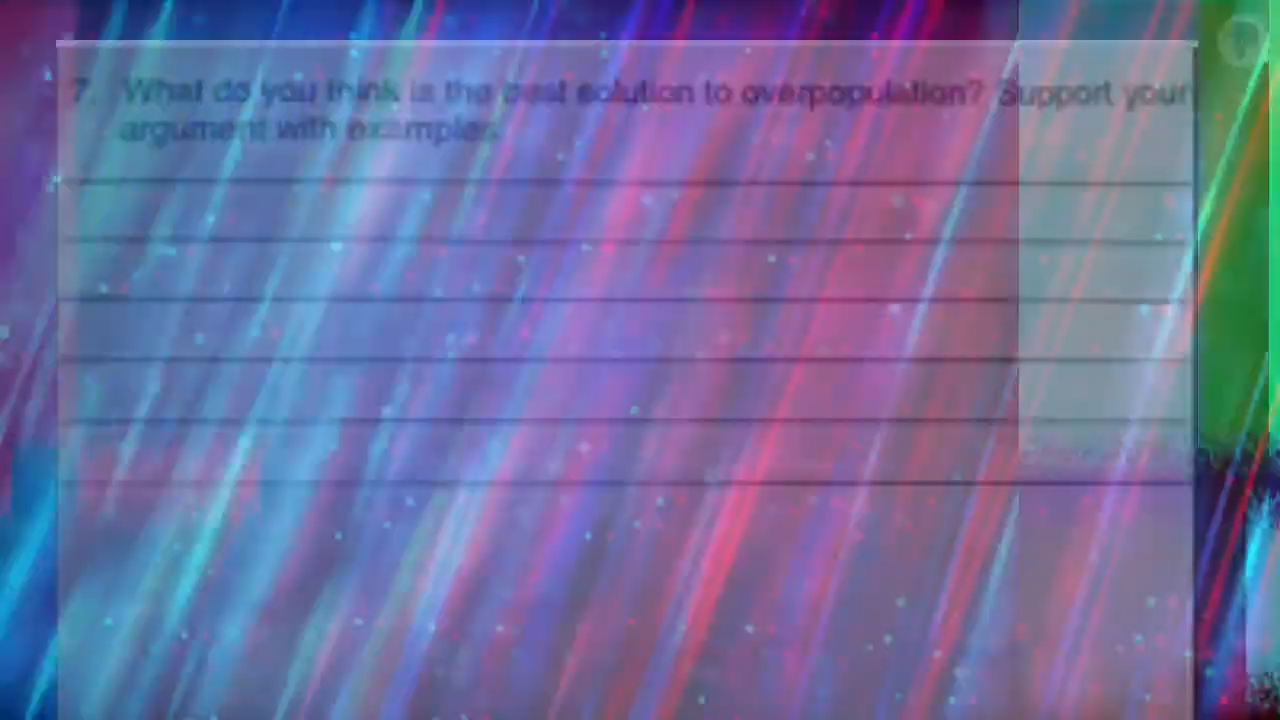 7. What do you think is the best solution to overpopulation? Support your
argument with examples.